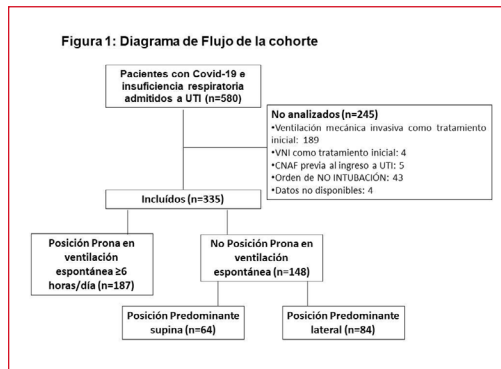 Figura 1: Diagrama de Flujo de la cohorte
Pacientes con Covid-19 e
insuficiencia respiratoria
admitidos a UTI (n=580)
No analizados (n=245)
•Ventilación mecánica invasiva como tratamiento
inicial: 189
•VNI como tratamiento inicial: 4
•CNAF previa al ingreso a UTI: 5
•Orden de NO INTUBACIÓN: 43
•Datos no disponibles: 4
Incluídos (n=335)
Posición Prona en
ventilación
espontánea ≥6
horas/día (n=187)
No Posición Prona en
ventilación
espontánea (n=148)
Posición Predominante
supina (n=64)
Posición Predominante
lateral (n=84)